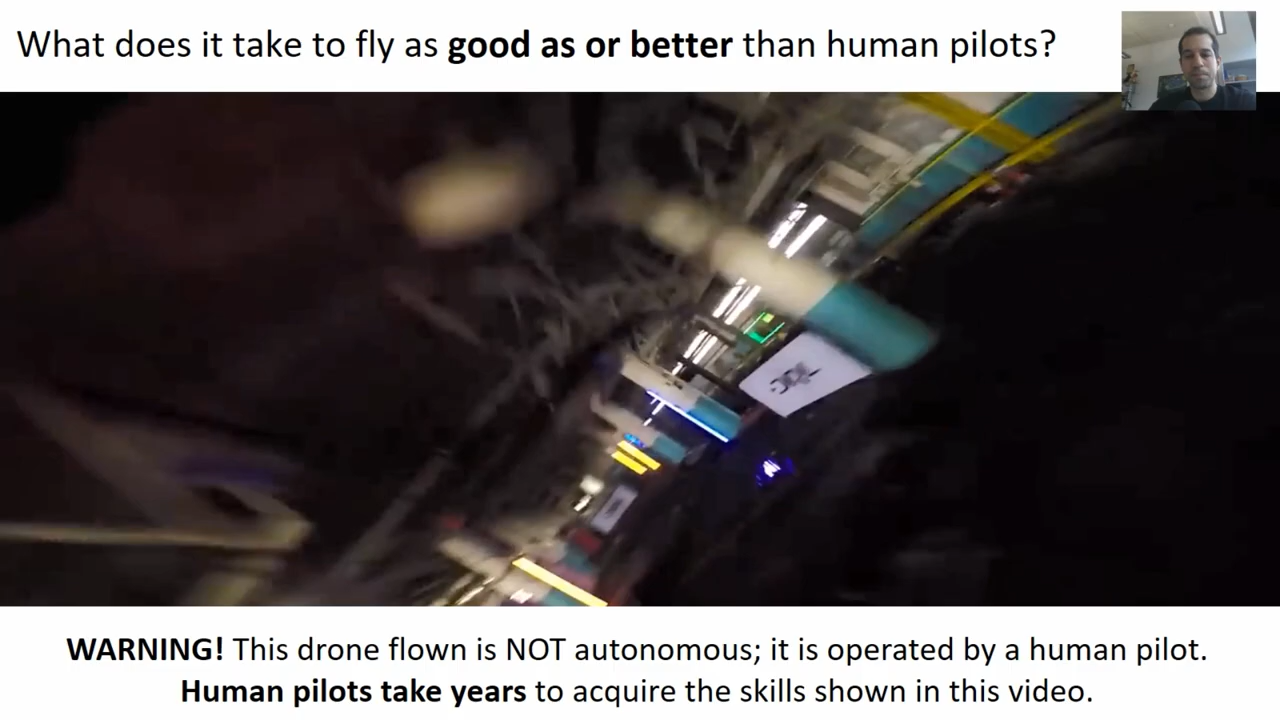 What does it take to fly as good as or better than human pilots?
WARNING! This drone flown is NOT autonomous; it is operated by a human pilot.
Human pilots take years to acquire the skills shown in this video.